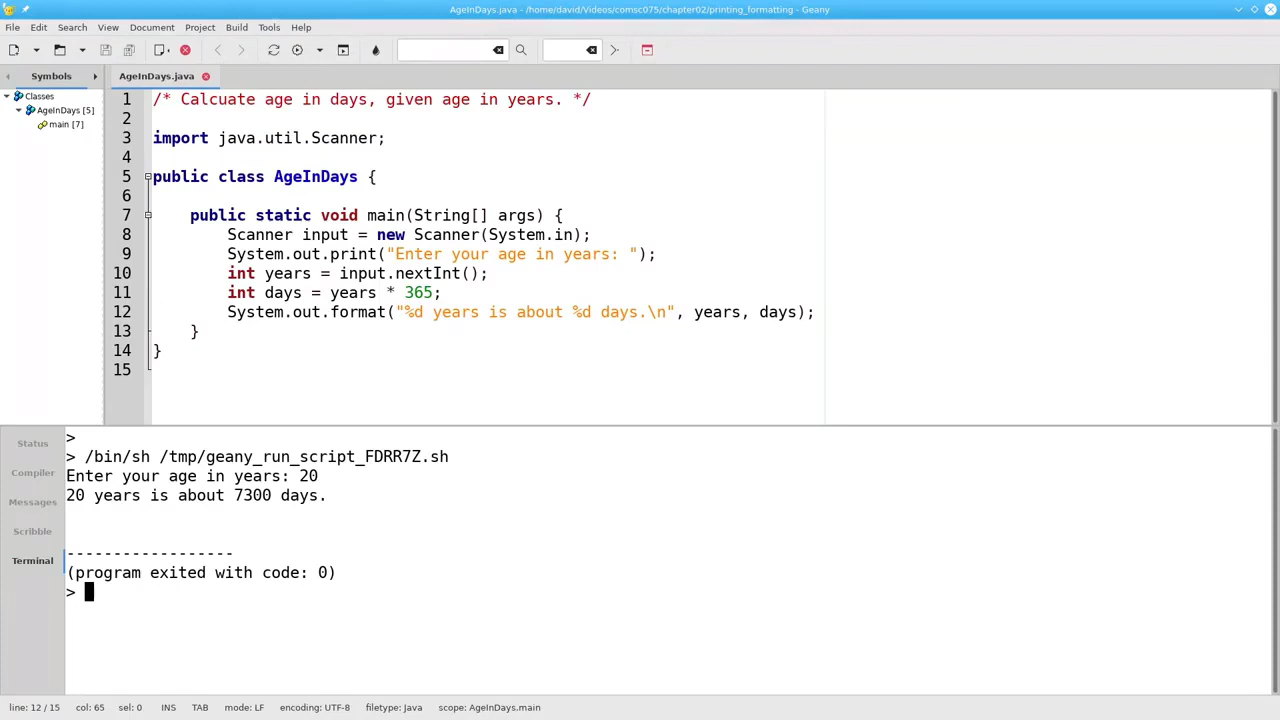 AgeInDays.java - /home/david/Videos/comsc075/chapter02/printing_formatting - Geany
File Edit Search View Document Project Build Tools Help
Symbols
AgeInDays.java
Classes
AgeInDays [5]
main [7]
1 /* Calcuate age in days, given age in years. */
2
3 import java.util.Scanner;
4
5 public class AgeInDays {
6
7 public static void main(String[] args) {
8 Scanner input = new Scanner(System.in);
9 System.out.print("Enter your age in years: ");
10 int years = input.nextInt();
11 int days = years * 365;
12 System.out.format("%d years is about %d days.\n", years, days);
13 }
14 }
15
Status
Compiler
Messages
Scribble
Terminal
>
> /bin/sh /tmp/geany_run_script_FDRR7Z.sh
Enter your age in years: 20
20 years is about 7300 days.
------------------
(program exited with code: 0)
>
line: 12 / 15 col: 65 sel: 0 INS TAB mode: LF encoding: UTF-8 filetype: Java scope: AgeInDays.main